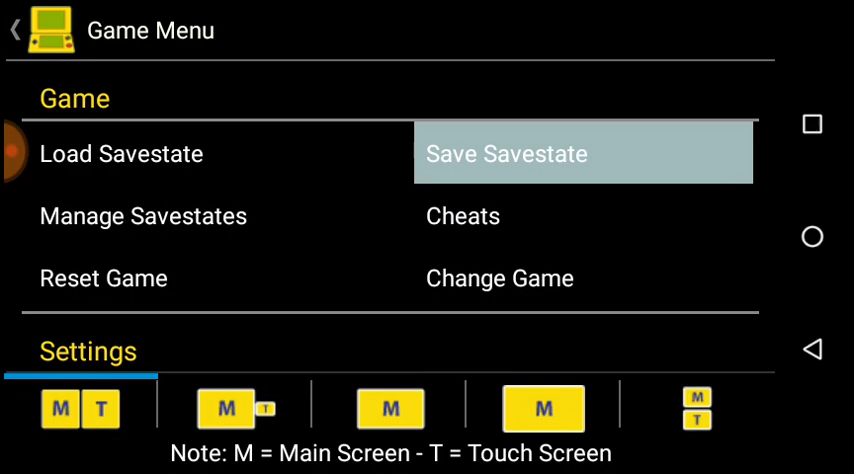 Game Menu
Game
Load Savestate Save Savestate
Manage Savestates Cheats
Reset Game Change Game
Settings
M T M T M M M T
Note: M = Main Screen - T = Touch Screen